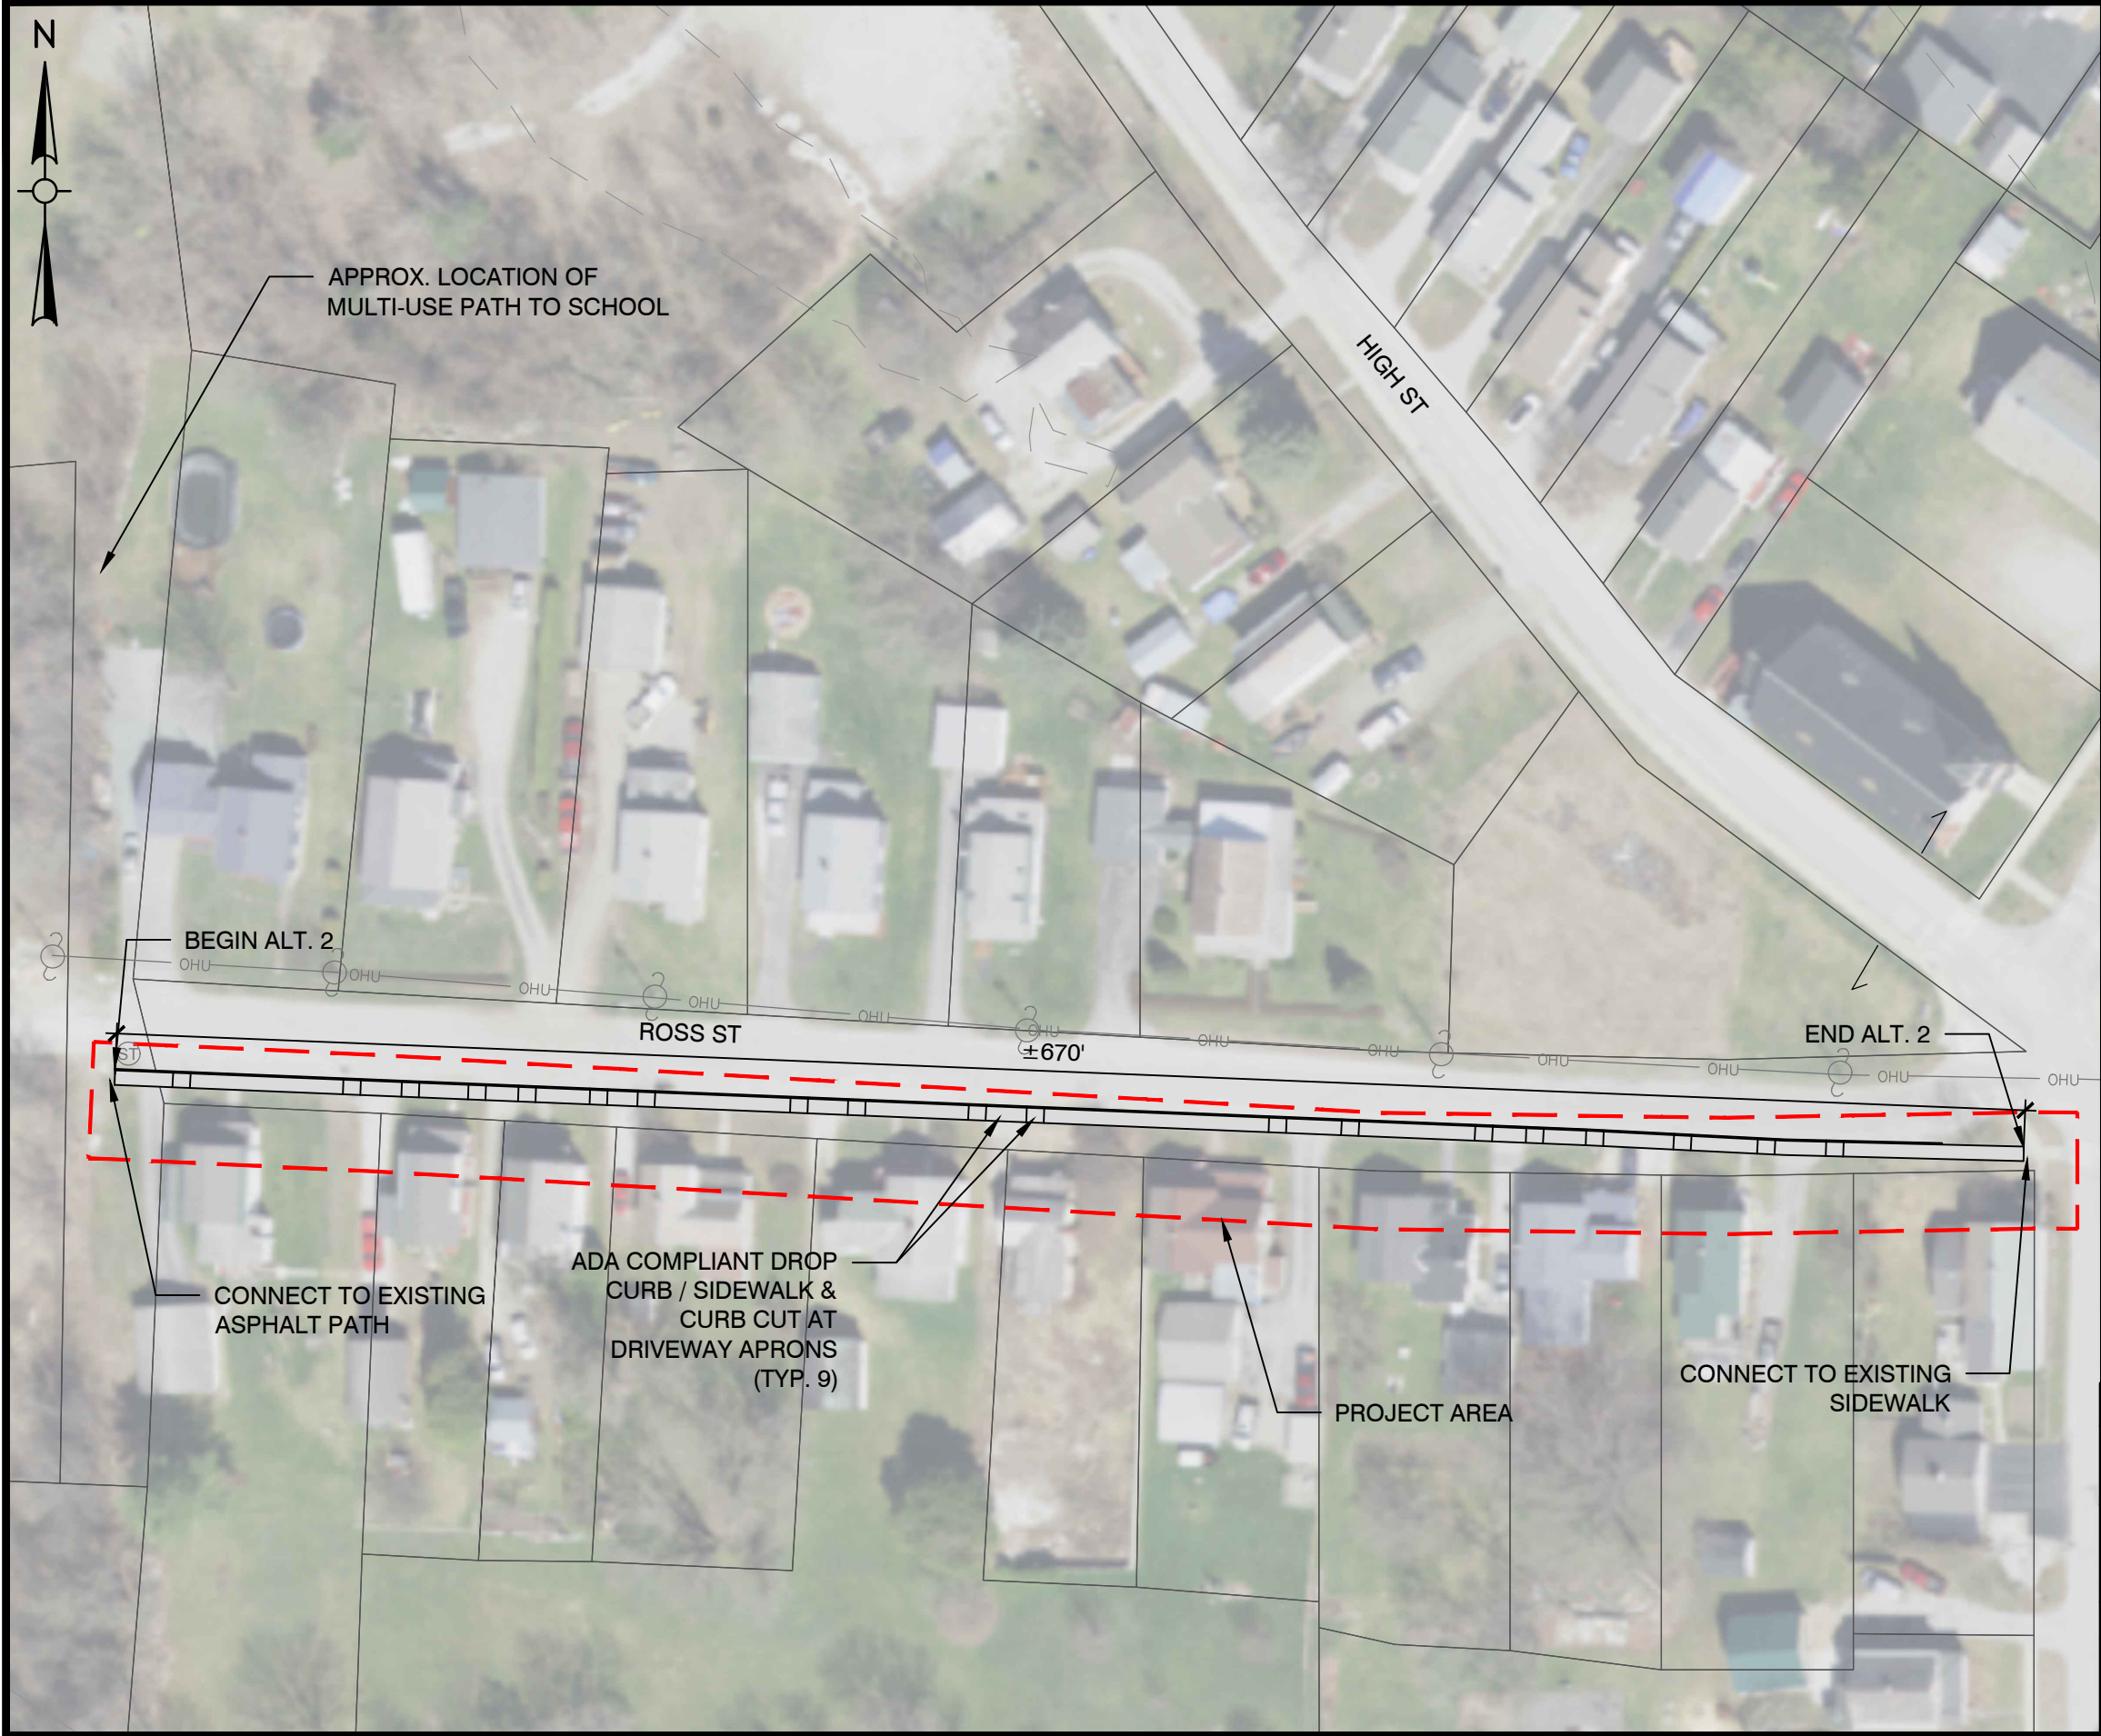 N
APPROX. LOCATION OF
MULTI-USE PATH TO SCHOOL
HIGH ST
BEGIN ALT. 2
OHU
OHU
OHU
OHU
OHU
OHU
OHU
OHU
OHU
OHU
OHU
OHU
ROSS ST
±670'
END ALT. 2
ST
ADA COMPLIANT DROP
CURB / SIDEWALK &
CURB CUT AT
DRIVEWAY APRONS
(TYP. 9)
CONNECT TO EXISTING
ASPHALT PATH
PROJECT AREA
CONNECT TO EXISTING
SIDEWALK